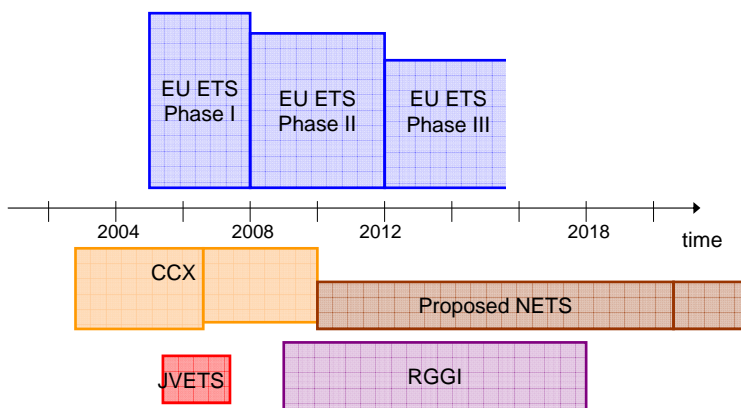 EU ETS
Phase I
EU ETS
Phase II
EU ETS
Phase III
2004
2008
2012
2018
time
CCX
Proposed NETS
JVETS
RGGI